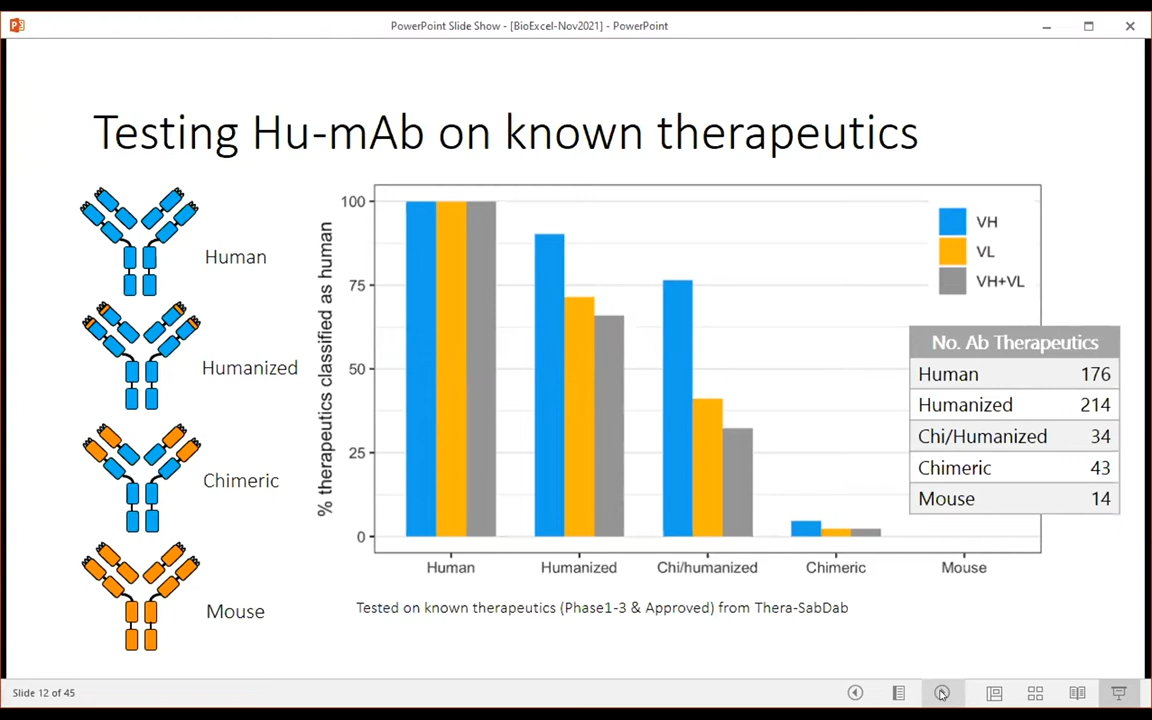 PowerPoint Slide Show - [BioExcel-Nov2021] - PowerPoint
Testing Hu-mAb on known therapeutics
Human
Humanized
Chimeric
Mouse
% therapeutics classified as human
100
75
50
25
0
Human
Humanized
Chi/humanized
Chimeric
Mouse
VH
VL
VH+VL
No. Ab Therapeutics
Human 176
Humanized 214
Chi/Humanized 34
Chimeric 43
Mouse 14
Tested on known therapeutics (Phase1-3 & Approved) from Thera-SabDab
Slide 12 of 45